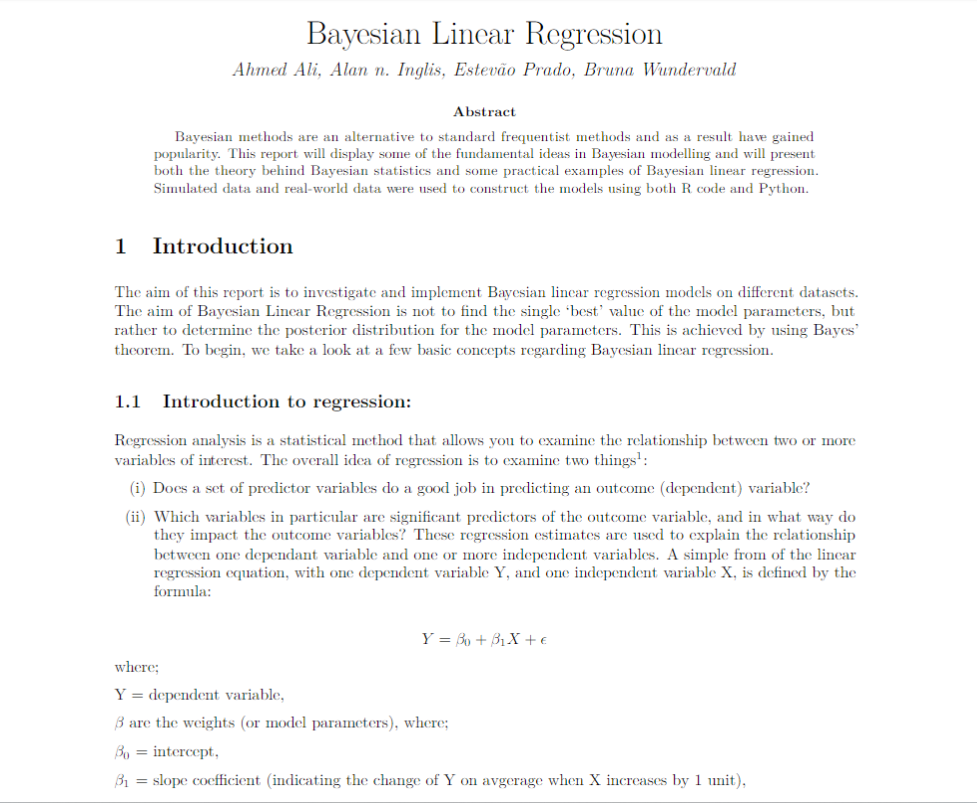 Bayesian Linear Regression
Ahmed Ali, Alan n. Inglis, Estevão Prado, Bruna Wundervald
Abstract
Bayesian methods are an alternative to standard frequentist methods and as a result have gained
popularity. This report will display some of the fundamental ideas in Bayesian modelling and will present
both the theory behind Bayesian statistics and some practical examples of Bayesian linear regression.
Simulated data and real-world data were used to construct the models using both R code and Python.
1 Introduction
The aim of this report is to investigate and implement Bayesian linear regression models on different datasets.
The aim of Bayesian Linear Regression is not to find the single ‘best’ value of the model parameters, but
rather to determine the posterior distribution for the model parameters. This is achieved by using Bayes’
theorem. To begin, we take a look at a few basic concepts regarding Bayesian linear regression.
1.1 Introduction to regression:
Regression analysis is a statistical method that allows you to examine the relationship between two or more
variables of interest. The overall idea of regression is to examine two things¹:
(i) Does a set of predictor variables do a good job in predicting an outcome (dependent) variable?
(ii) Which variables in particular are significant predictors of the outcome variable, and in what way do
they impact the outcome variables? These regression estimates are used to explain the relationship
between one dependant variable and one or more independent variables. A simple from of the linear
regression equation, with one dependent variable Y, and one independent variable X, is defined by the
formula:
Y = β₀ + β₁X + ϵ
where;
Y = dependent variable,
β are the weights (or model parameters), where;
β₀ = intercept,
β₁ = slope coefficient (indicating the change of Y on avgerage when X increases by 1 unit),